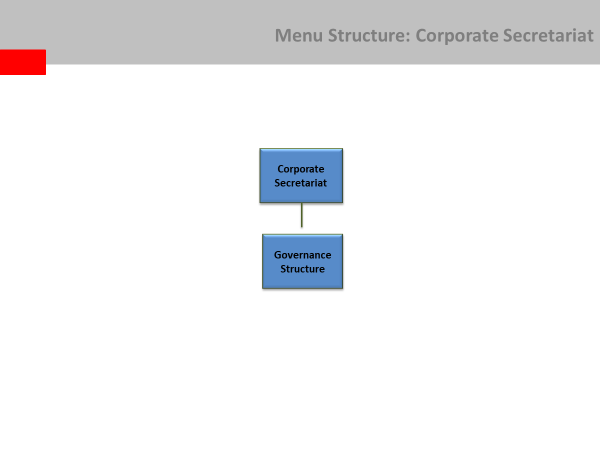 Menu Structure: Corporate Secretariat
Corporate
Secretariat
Governance
Structure